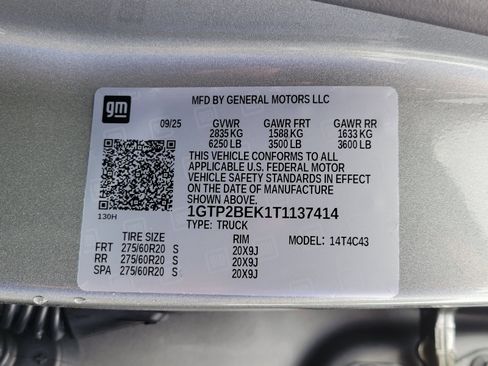 gm
MFD BY GENERAL MOTORS LLC
09/25 GVWR GAWR FRT GAWR RR
2835 KG 1588 KG 1633 KG
6250 LB 3500 LB 3600 LB
THIS VEHICLE CONFORMS TO ALL
APPLICABLE U.S. FEDERAL MOTOR
VEHICLE SAFETY STANDARDS IN EFFECT
ON THE DATE OF MANUFACTURE
SHOWN ABOVE.
130H 1GTP2BEK1T1137414
TYPE: TRUCK
TIRE SIZE RIM MODEL: 14T4C43
FRT 275/60R20 S 20X9J
RR 275/60R20 S 20X9J
SPA 275/60R20 S 20X9J